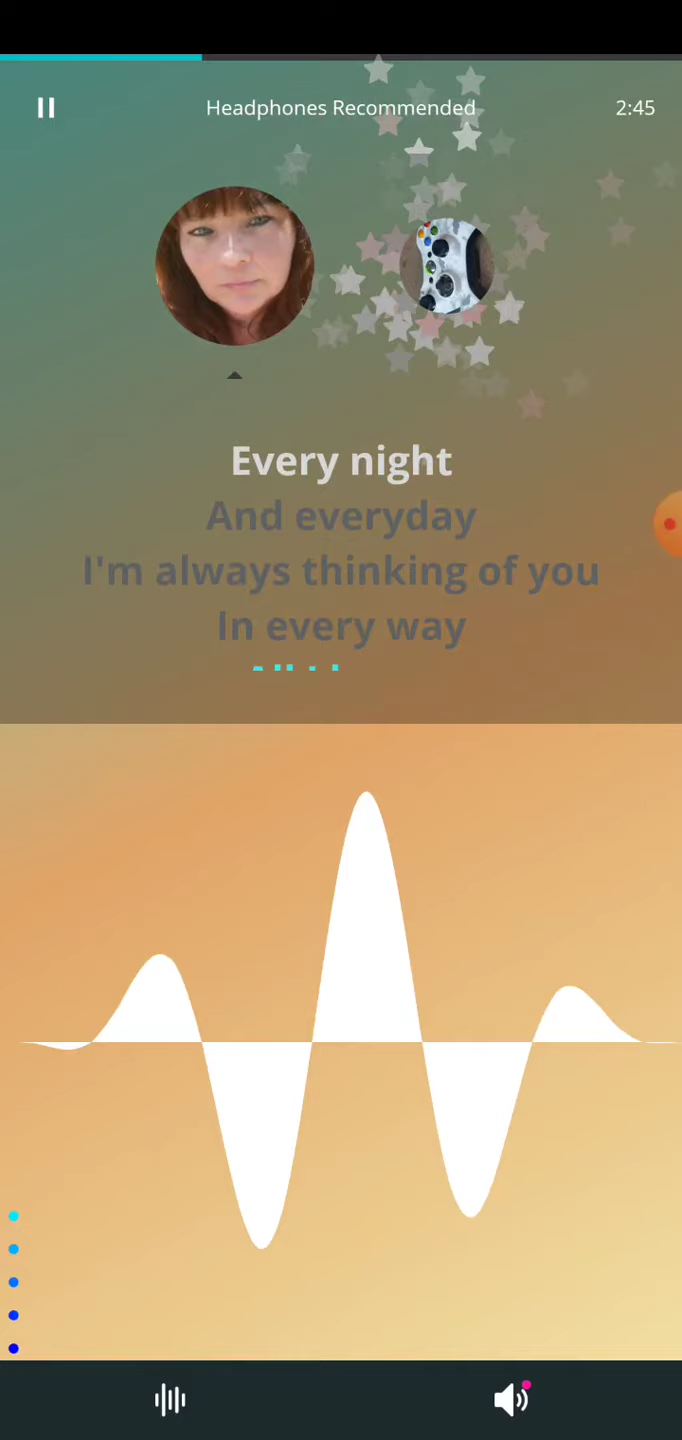 Headphones Recommended
2:45
Every night
And everyday
I'm always thinking of you
In every way